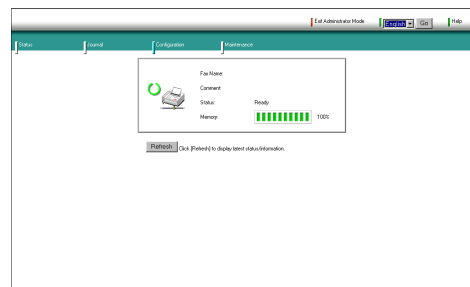 Exit Administrator Mode English Go Help
Status Journal Configuration Maintenance
Fax Name:
Comment
Status: Ready
Memory: 100%
Refresh Click [Refresh] to display latest status/information.